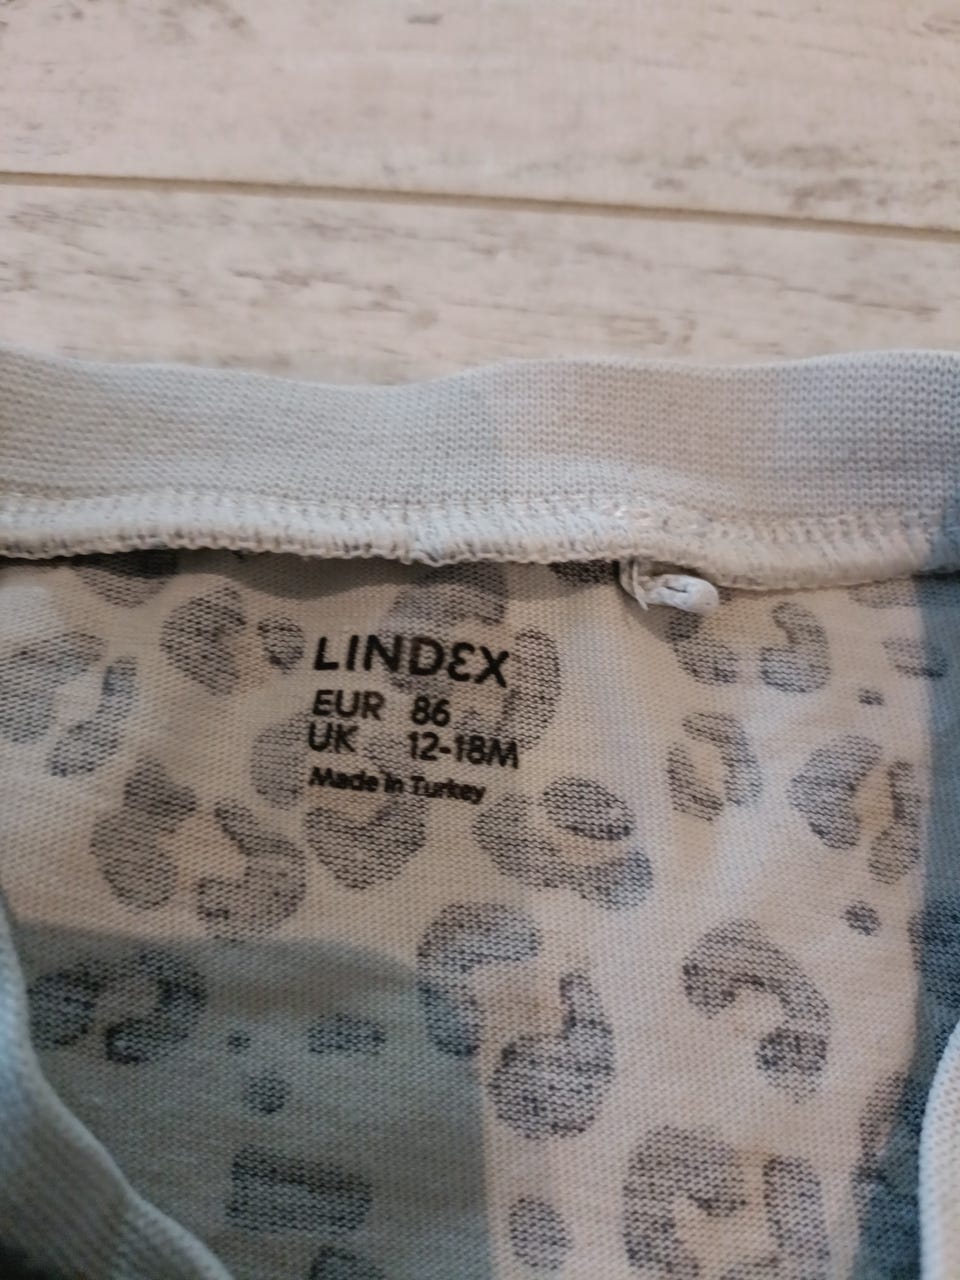 LINDEX
EUR 86
UK 12-18M
Made in Turkey